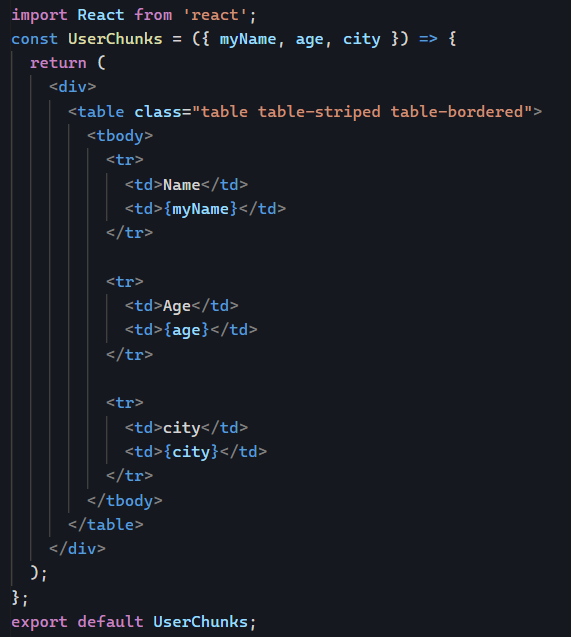 import React from 'react';
const UserChunks = ({ myName, age, city }) => {
  return (
    <div>
      <table class="table table-striped table-bordered">
        <tbody>
          <tr>
            <td>Name</td>
            <td>{myName}</td>
          </tr>

          <tr>
            <td>Age</td>
            <td>{age}</td>
          </tr>

          <tr>
            <td>city</td>
            <td>{city}</td>
          </tr>
        </tbody>
      </table>
    </div>
  );
};
export default UserChunks;